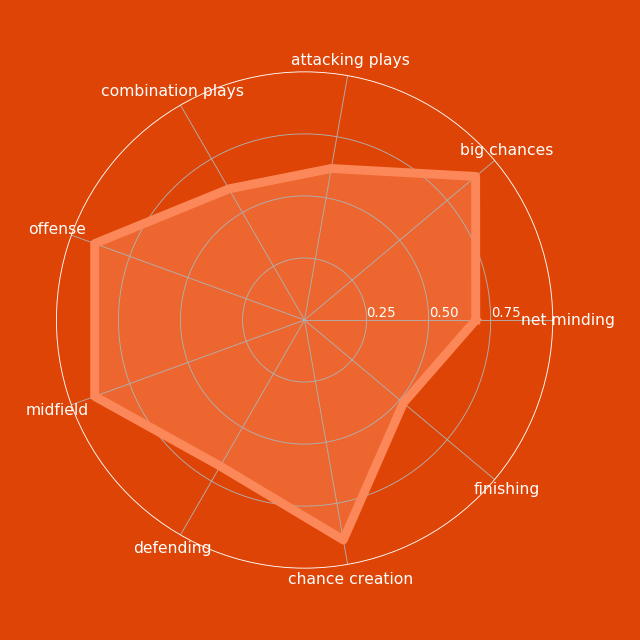 attacking plays
combination plays
big chances
offense
0.25
0.50
0.75
net minding
midfield
finishing
defending
chance creation